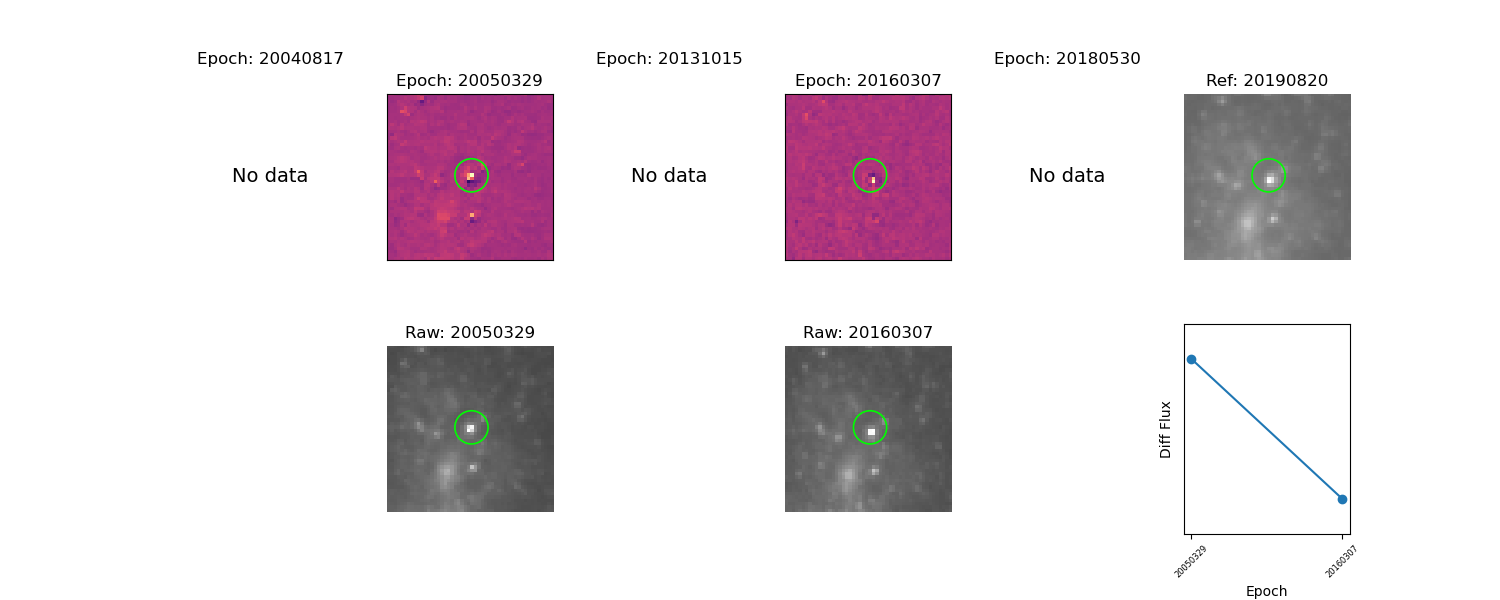 Epoch: 20040817
Epoch: 20131015
Epoch: 20180530
Epoch: 20050329
Epoch: 20160307
Ref: 20190820
No data
No data
No data
Raw: 20050329
Raw: 20160307
Diff Flux
20050329
20160307
Epoch